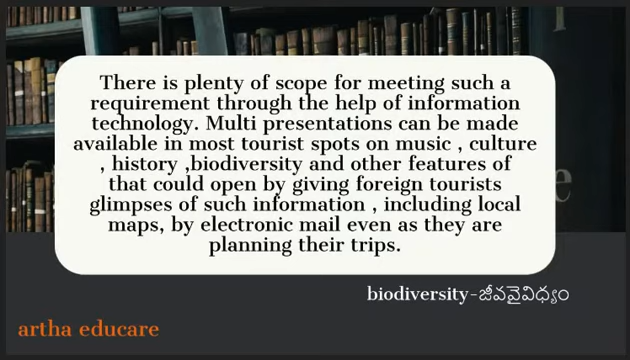 There is plenty of scope for meeting such a
requirement through the help of information
technology. Multi presentations can be made
available in most tourist spots on music , culture
, history ,biodiversity and other features of
that could open by giving foreign tourists
glimpses of such information , including local
maps, by electronic mail even as they are
planning their trips.
biodiversity-జీవవైవిధ్యం
artha educare